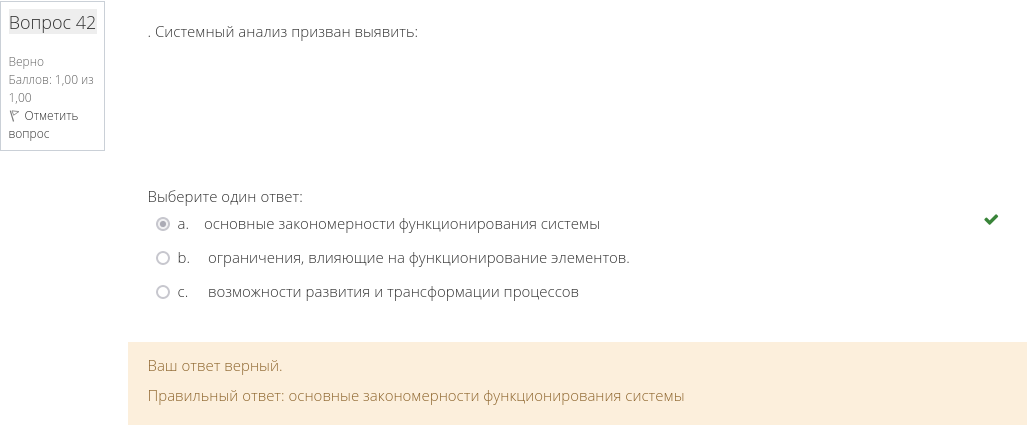 Вопрос 42
Верно
Баллов: 1,00 из
1,00
Отметить
вопрос
. Системный анализ призван выявить:
Выберите один ответ:
a. основные закономерности функционирования системы
b. ограничения, влияющие на функционирование элементов.
c. возможности развития и трансформации процессов
Ваш ответ верный.
Правильный ответ: основные закономерности функционирования системы